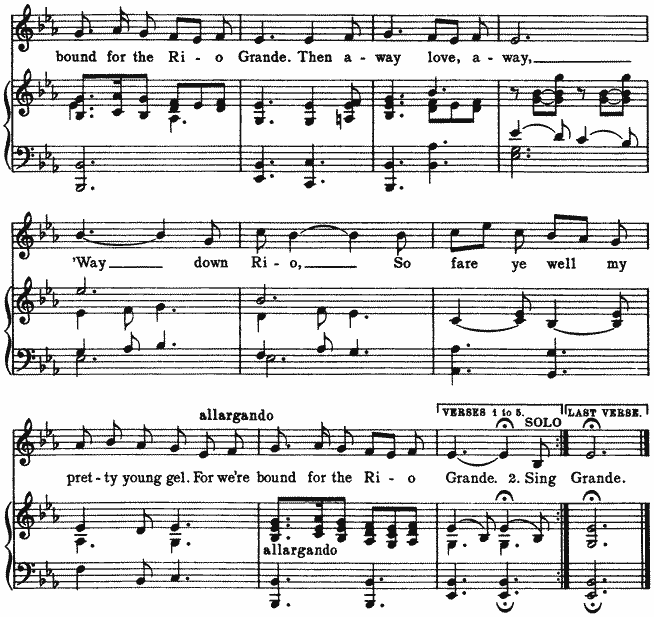 bound for the Ri - o Grande. Then a - way love, a - way,
'Way down Ri - o, So fare ye well my
allargando
VERSES 1 to 5. SOLO LAST VERSE.
pret - ty young gel. For we're bound for the Ri - o Grande. 2. Sing Grande.
allargando